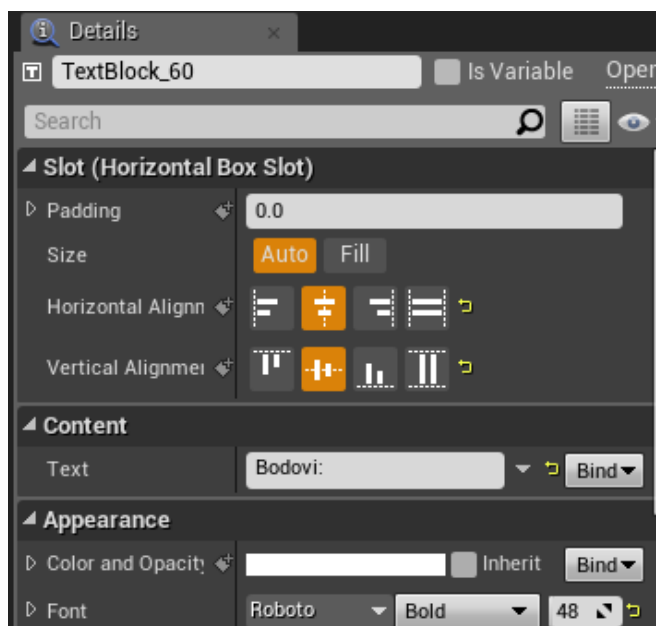 Details
TextBlock_60 Is Variable Oper
Search
Slot (Horizontal Box Slot)
Padding 0.0
Size Auto Fill
Horizontal Alignn
Vertical Alignmei
Content
Text Bodovi: Bind
Appearance
Color and Opacity Inherit Bind
Font Roboto Bold 48